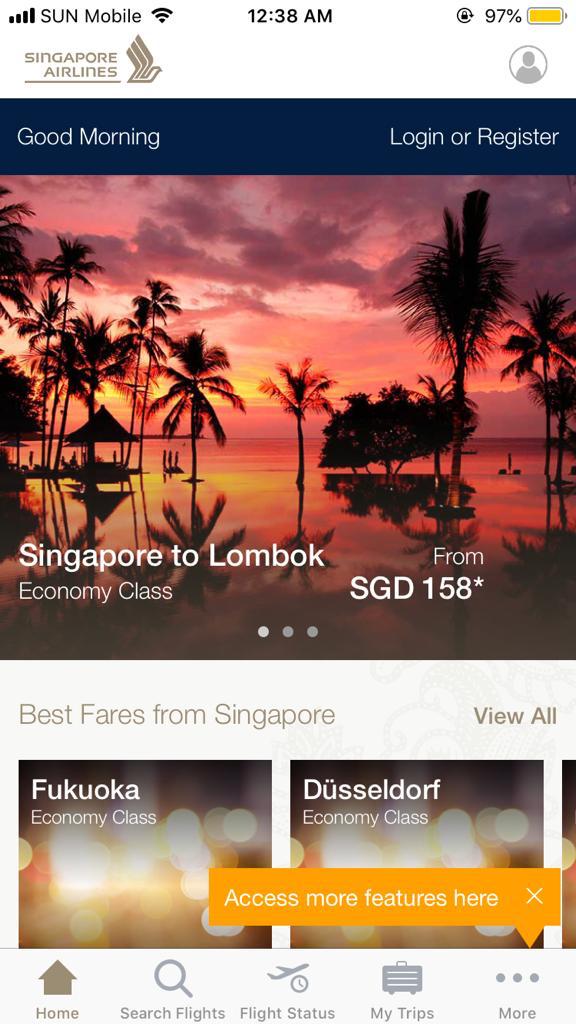 SUN Mobile 12:38 AM 97%
SINGAPORE
AIRLINES
Good Morning Login or Register
Singapore to Lombok
Economy Class
From
SGD 158*
Best Fares from Singapore View All
Fukuoka
Economy Class
Düsseldorf
Economy Class
Access more features here
Home Search Flights Flight Status My Trips More